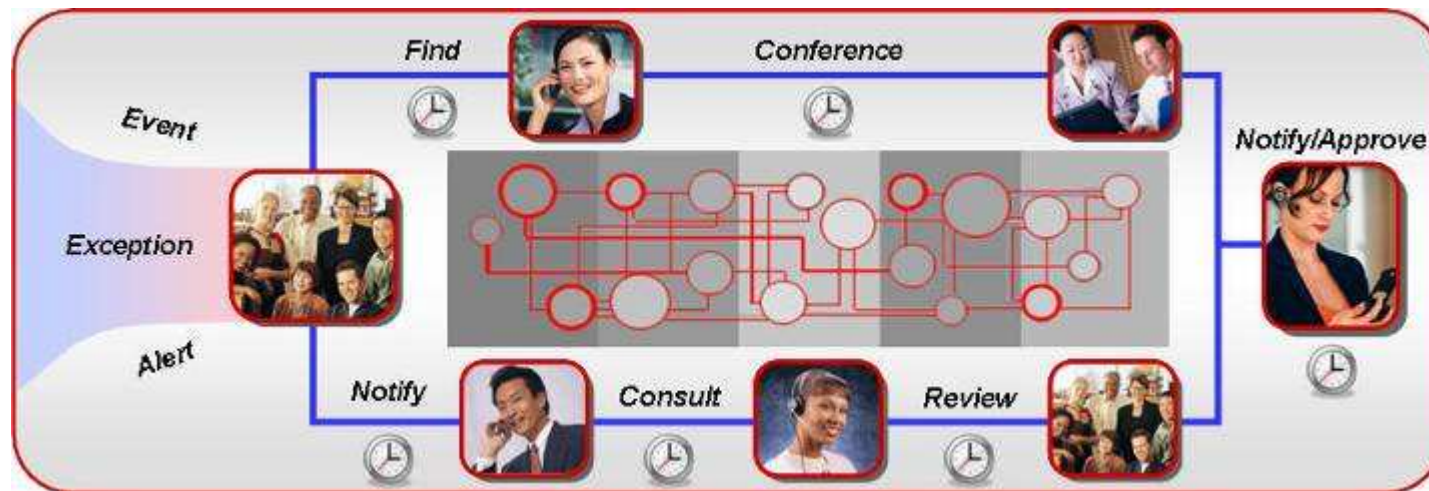 Find
Conference
Event
Notify/Approve
Exception
Alert
Notify
Consult
Review